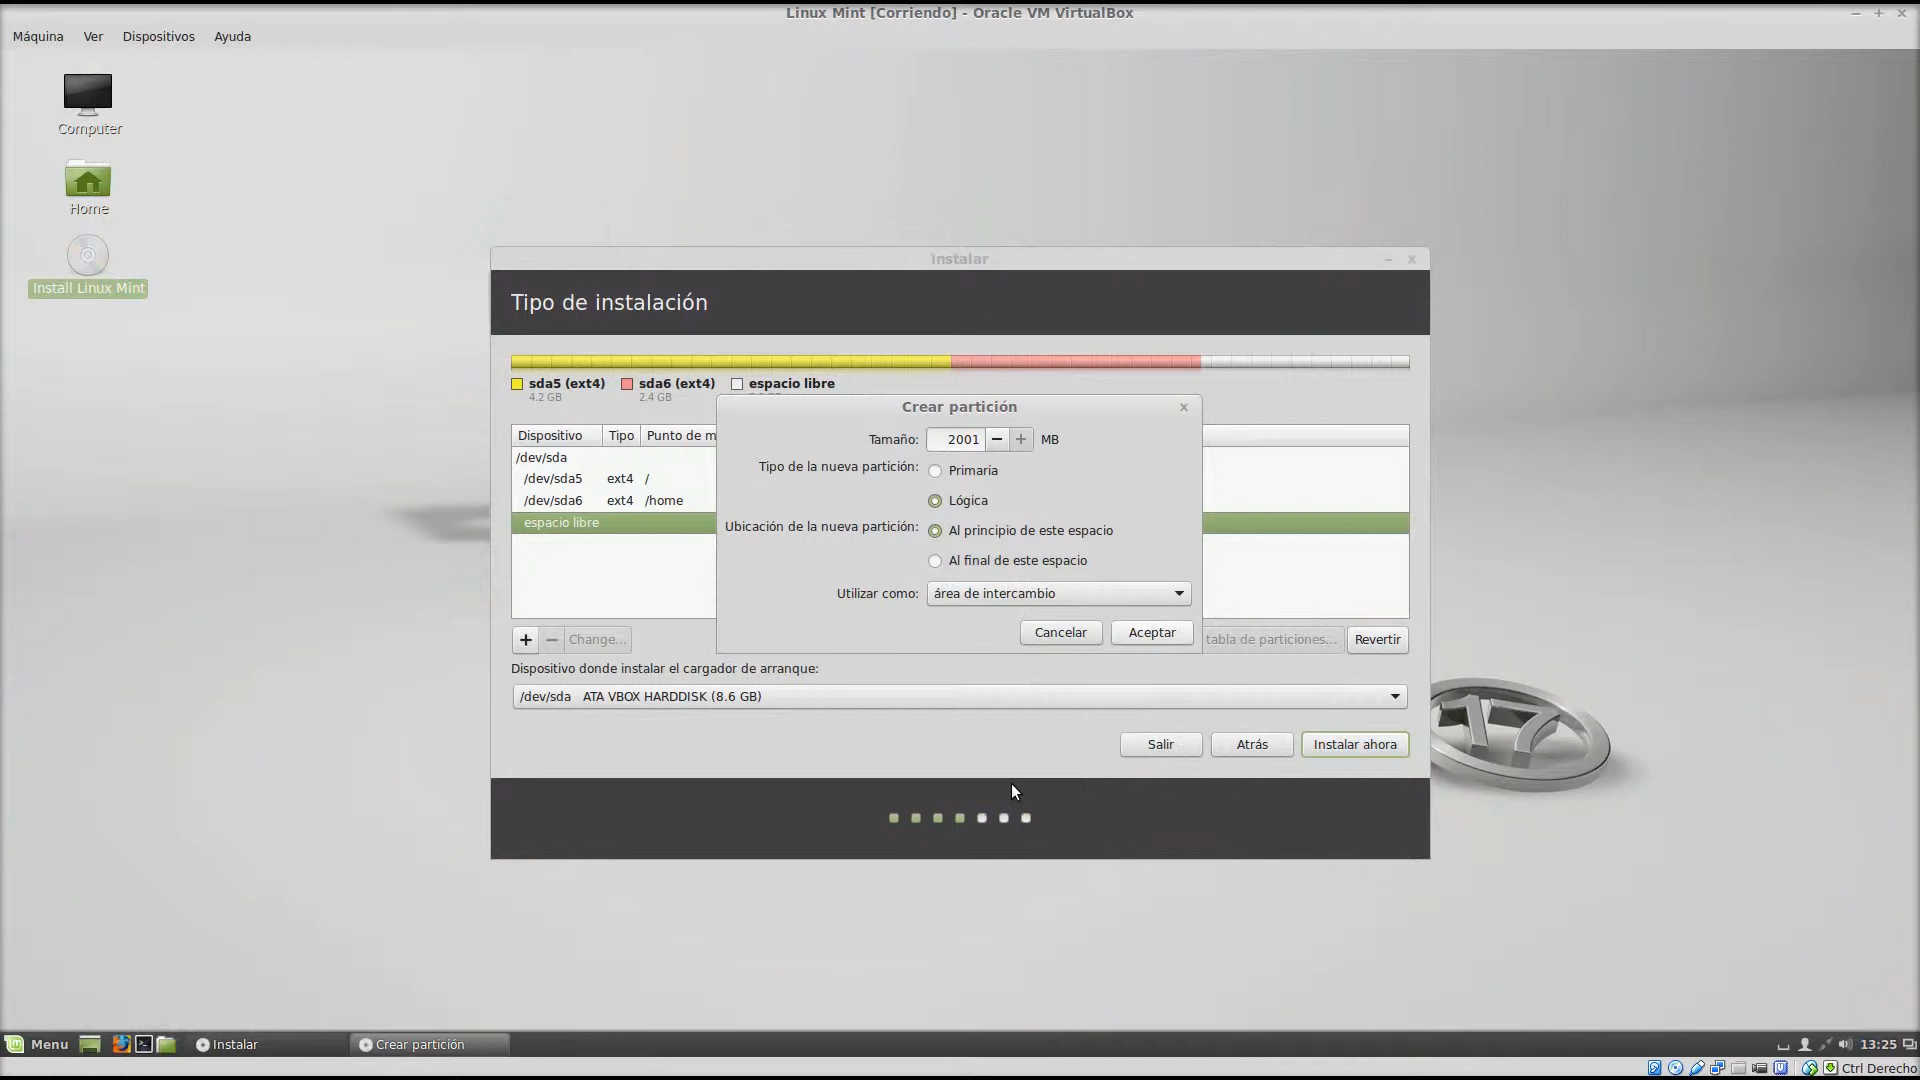 Linux Mint [Corriendo] - Oracle VM VirtualBox
Máquina Ver Dispositivos Ayuda
Computer
Home
Install Linux Mint
Instalar
Tipo de instalación
sda5 (ext4) sda6 (ext4) espacio libre
4.2 GB 2.4 GB
Crear partición
Dispositivo Tipo Punto de m
Tamaño: 2001 MB
/dev/sda
Tipo de la nueva partición: Primaria
/dev/sda5 ext4 /
/dev/sda6 ext4 /home
Lógica
espacio libre
Ubicación de la nueva partición: Al principio de este espacio
Al final de este espacio
Utilizar como: área de intercambio
Cancelar Aceptar
+ − Change... tabla de particiones... Revertir
Dispositivo donde instalar el cargador de arranque:
/dev/sda ATA VBOX HARDDISK (8.6 GB)
17
Salir Atrás Instalar ahora
Menu Instalar Crear partición 13:25
Ctrl Derecho